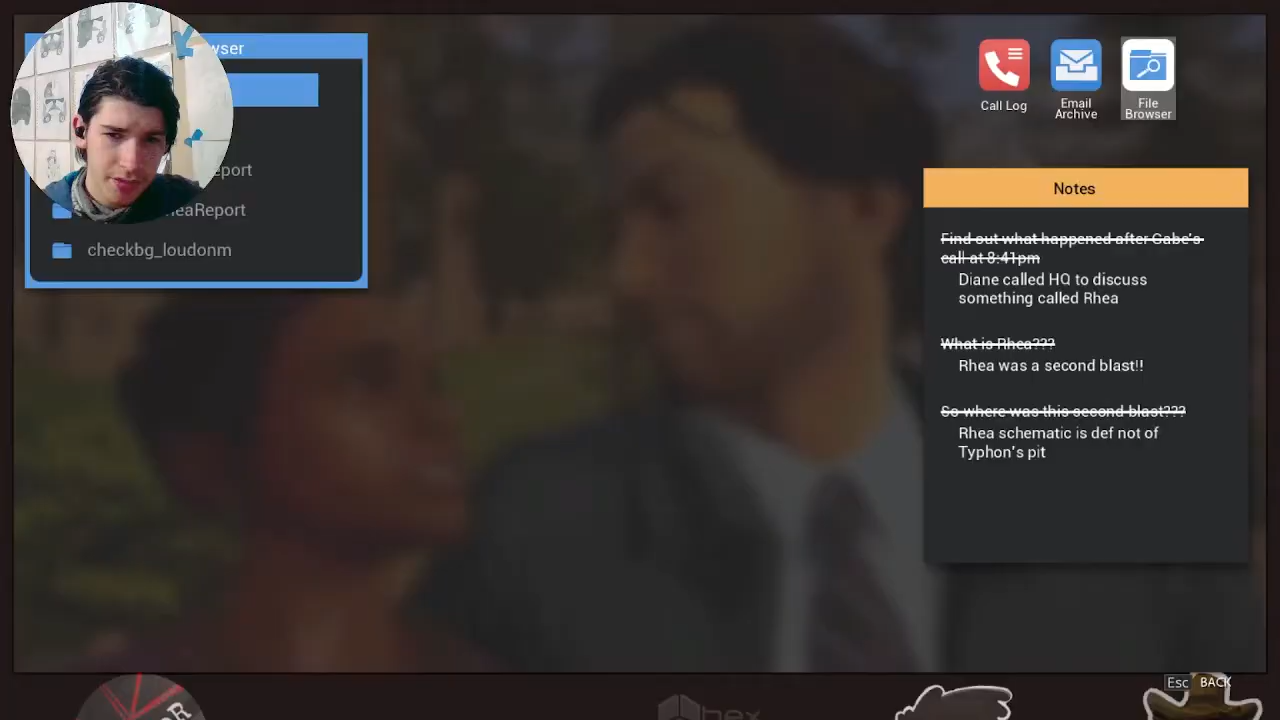 wser
eport
heaReport
checkbg_loudonm
Call Log
Email
Archive
File
Browser
Notes
Find out what happened after Gabe's
call at 8:41pm
Diane called HQ to discuss
something called Rhea
What is Rhea???
Rhea was a second blast!!
So where was this second blast???
Rhea schematic is def not of
Typhon's pit
Esc BACK
hex
OR